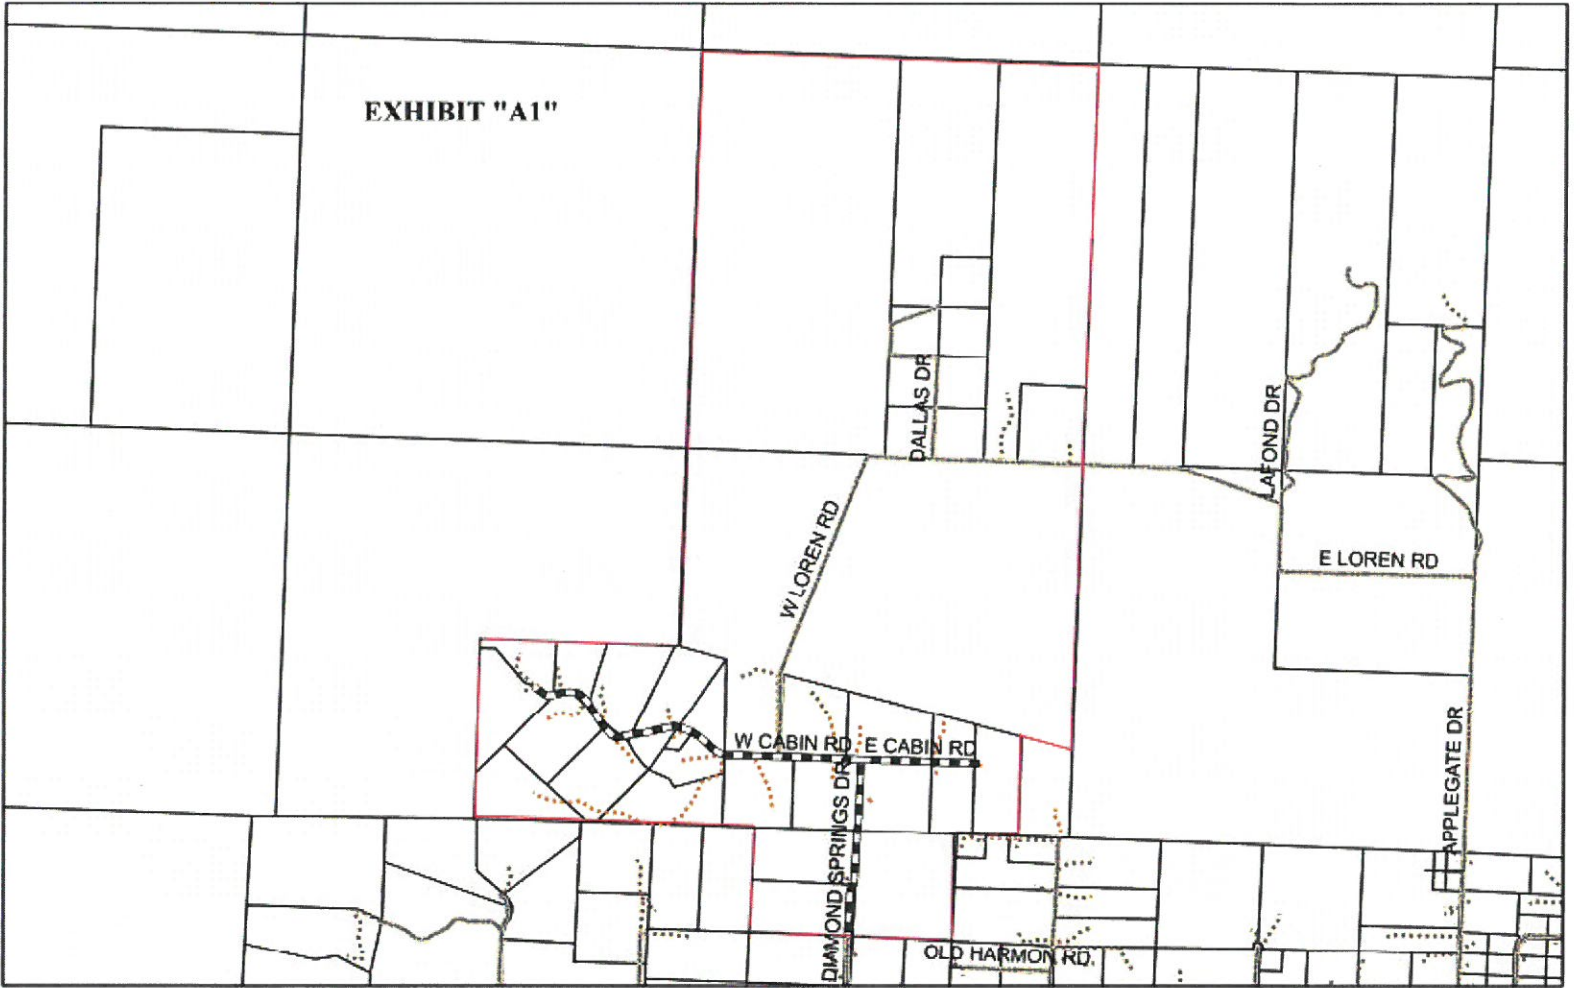 EXHIBIT "A1"
DALLAS DR
LAFOND DR
W LOREN RD
E LOREN RD
W CABIN RD
E CABIN RD
DIAMOND SPRINGS DR
APPLEGATE DR
OLD HARMON RD